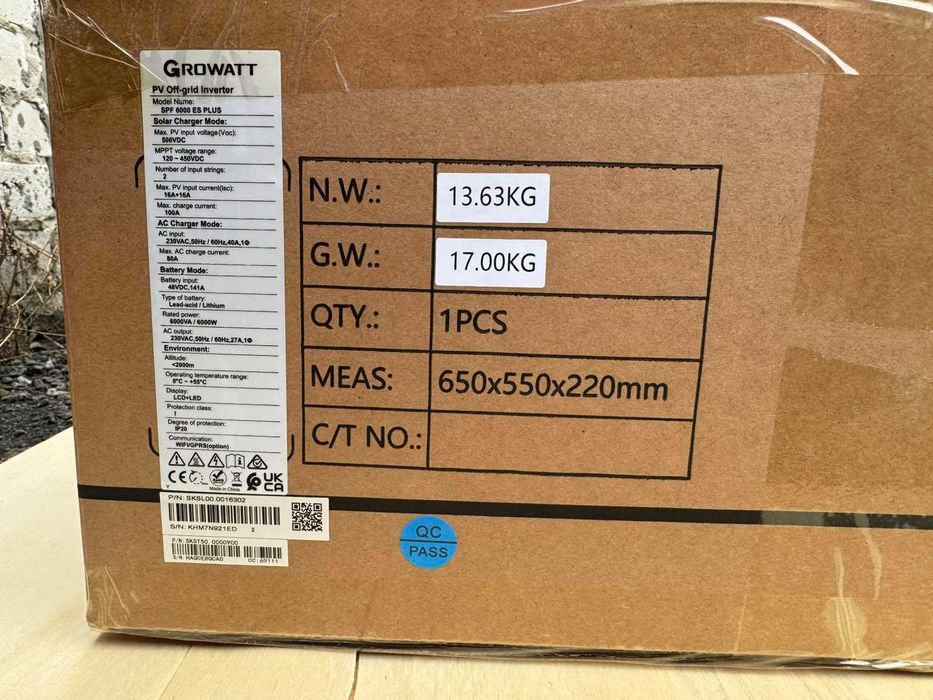 GROWATT
PV Off-grid Inverter
Model Name:
SPF 6000 ES PLUS
Solar Charger Mode:
Max. PV input voltage(Voc):
500VDC
MPPT voltage range:
120 ~ 450VDC
Number of input strings:
2
Max. PV input current(Isc):
16A+16A
Max. charge current:
100A
AC Charger Mode:
AC input:
230VAC,50Hz / 60Hz,40A,1Φ
Max. AC charge current:
80A
Battery Mode:
Battery input:
48VDC,141A
Type of battery:
Lead-acid / Lithium
Rated power:
6000VA / 6000W
AC output:
230VAC,50Hz / 60Hz,27A,1Φ
Environment:
Altitude:
<2000m
Operating temperature range:
0°C ~ +55°C
Display:
LCD+LED
Protection class:
1
Degree of protection:
IP20
Communication:
WIFI/GPRS(option)
CE
UK
CA
Made in China
P/N: SKSL00.0016302
S/N: KHM7N921ED 2
P/N: SKST50.0000900
S/N: HAQ0E8Q0A0 CC:69111
N.W.: 13.63KG
G.W.: 17.00KG
QTY.: 1PCS
MEAS: 650x550x220mm
C/T NO.:
QC
PASS